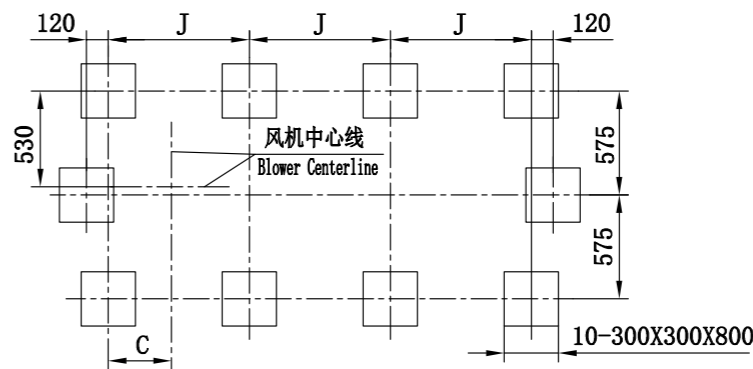 120 J J J 120
530
风机中心线
Blower Centerline
575
575
C
10-300X300X800